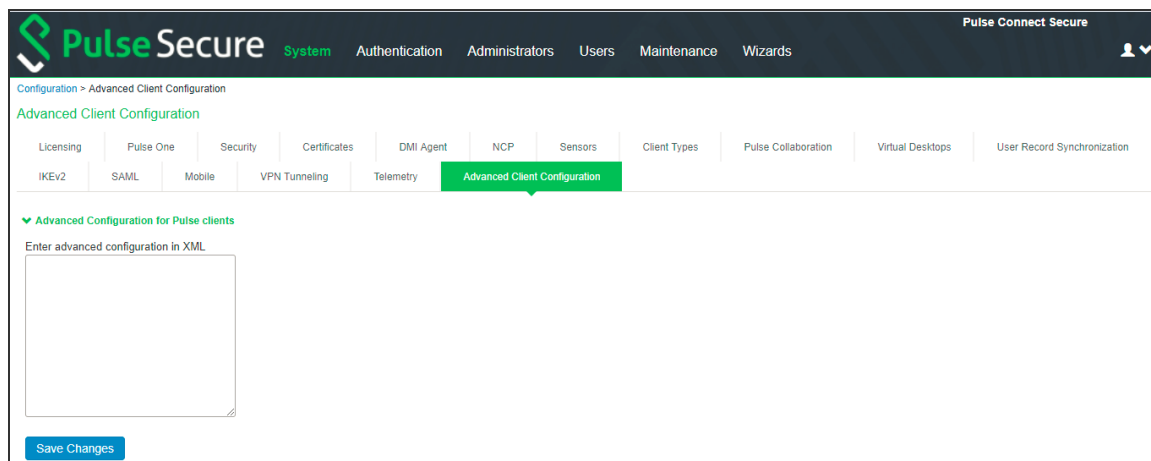 Pulse Connect Secure
Pulse Secure System Authentication Administrators Users Maintenance Wizards
Configuration > Advanced Client Configuration
Advanced Client Configuration
Licensing Pulse One Security Certificates DMI Agent NCP Sensors Client Types Pulse Collaboration Virtual Desktops User Record Synchronization
IKEv2 SAML Mobile VPN Tunneling Telemetry Advanced Client Configuration
Advanced Configuration for Pulse clients
Enter advanced configuration in XML
Save Changes